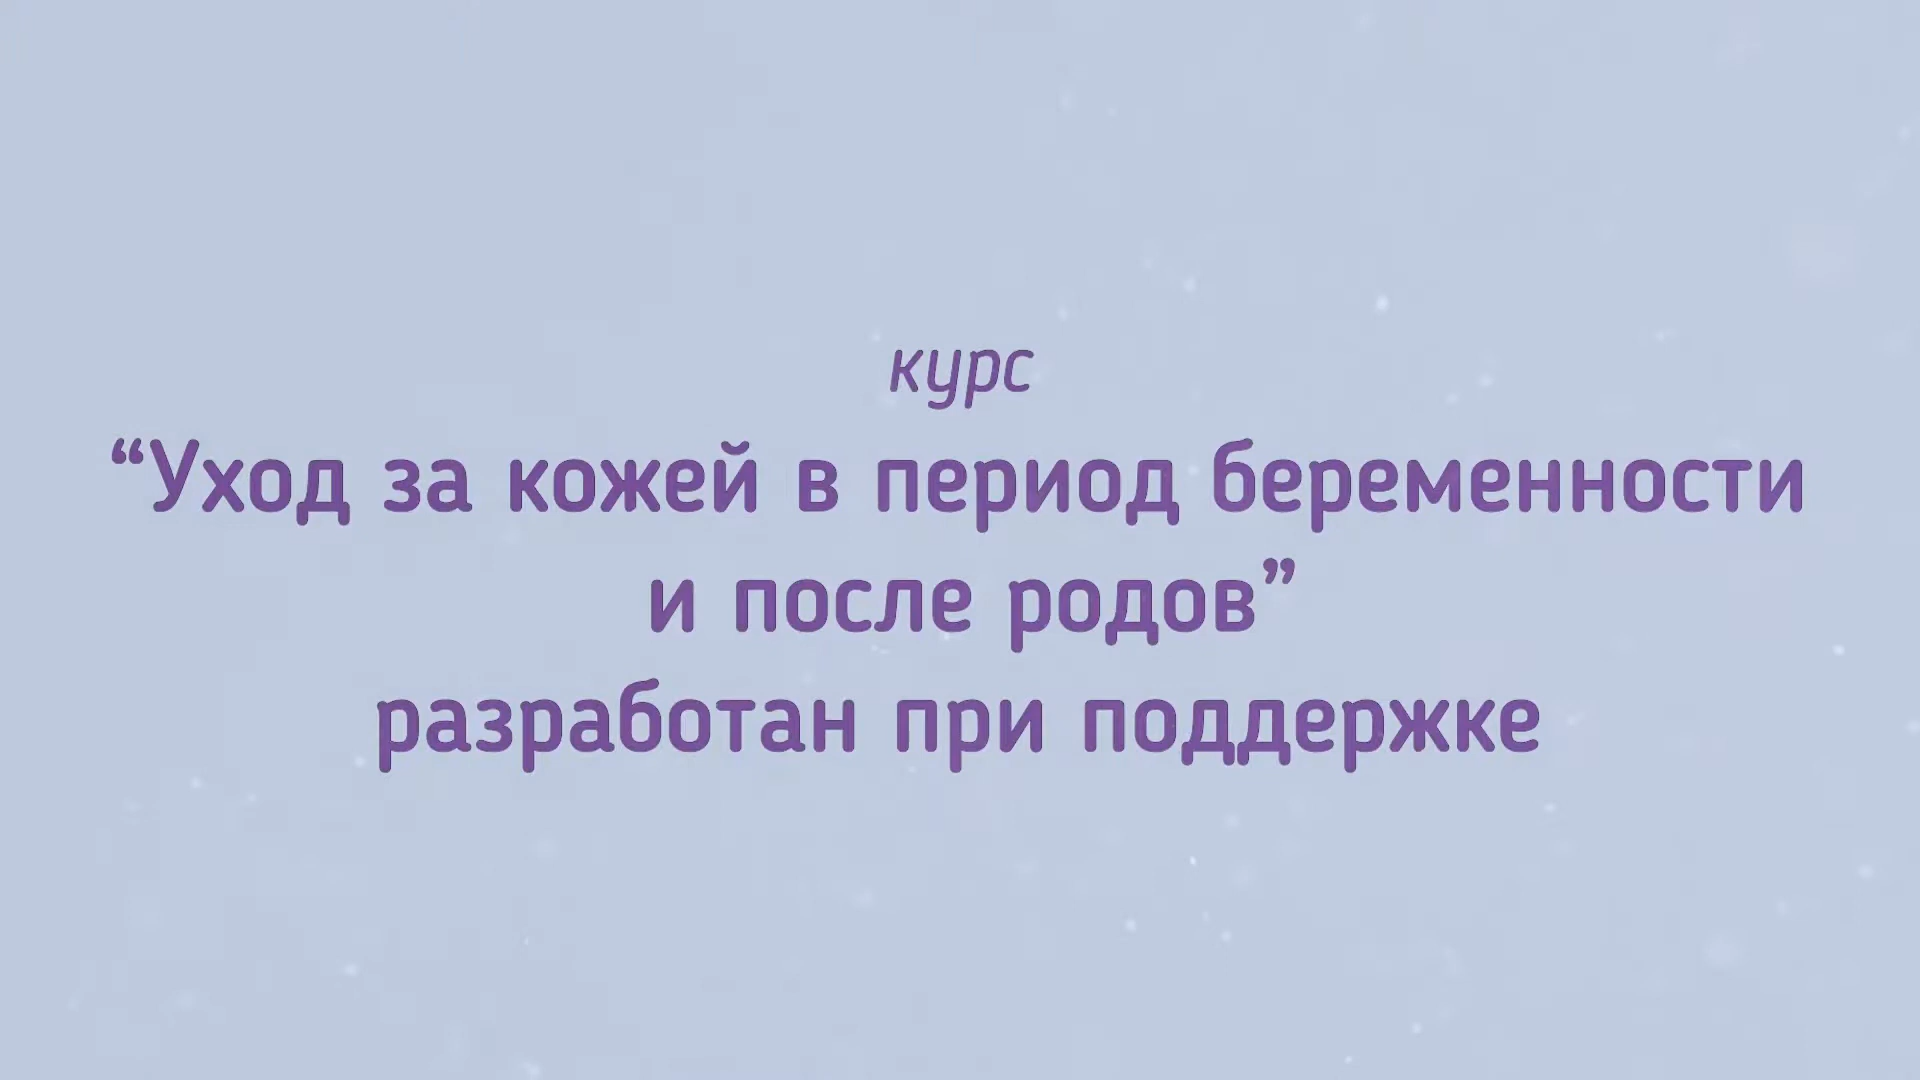 курс
“Уход за кожей в период беременности
и после родов”
разработан при поддержке